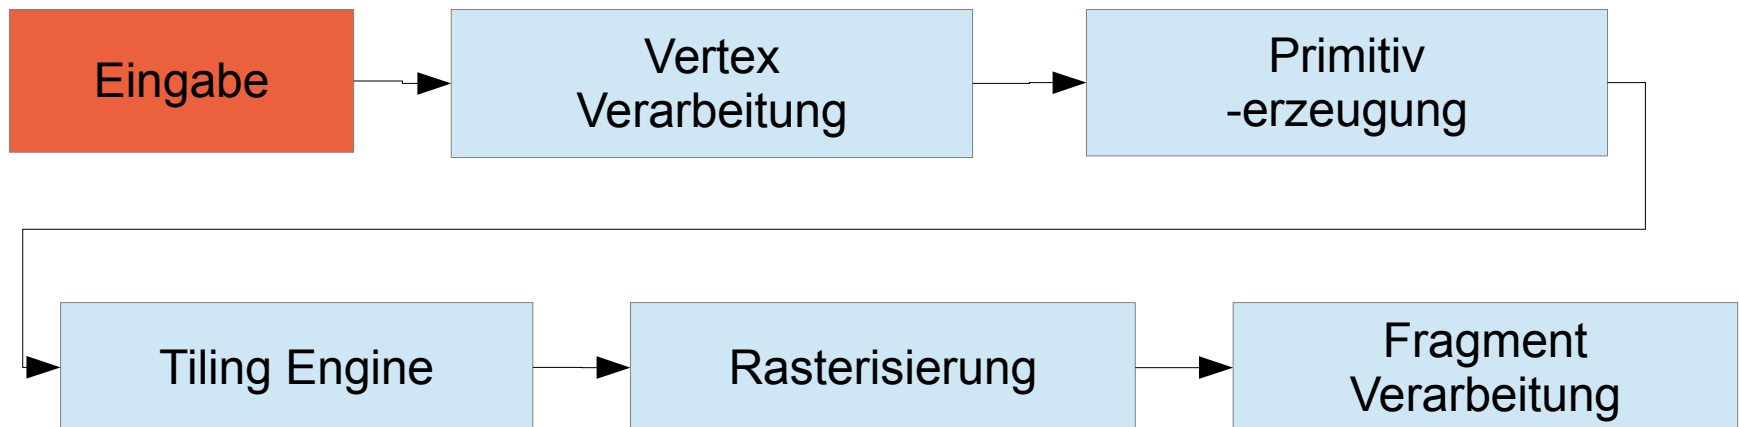 Eingabe
Vertex
Verarbeitung
Primitiv
-erzeugung
Tiling Engine
Rasterisierung
Fragment
Verarbeitung